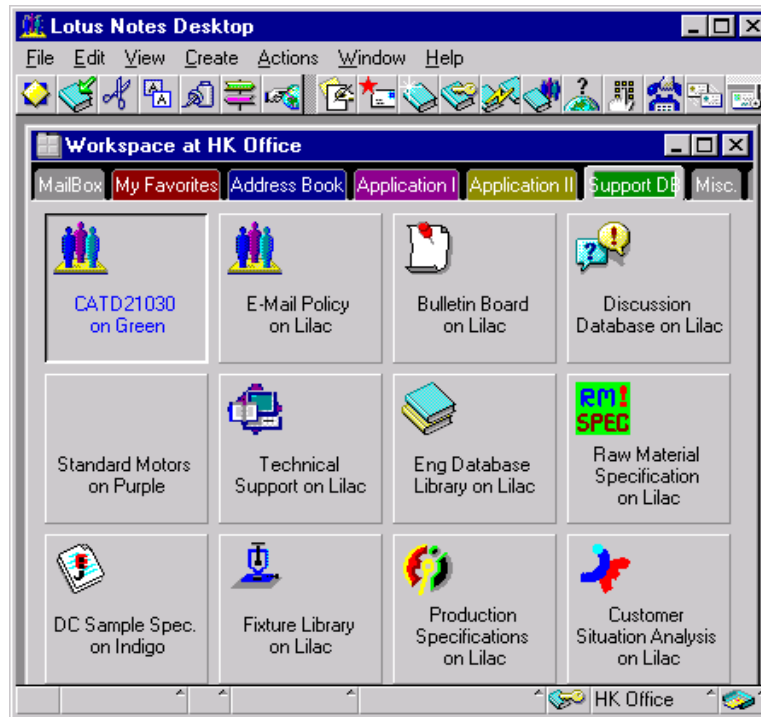 Lotus Notes Desktop
File Edit View Create Actions Window Help
Workspace at HK Office
MailBox My Favorites Address Book Application I Application II Support DB Misc.
CATD21030
on Green
E-Mail Policy
on Lilac
Bulletin Board
on Lilac
Discussion
Database on Lilac
Standard Motors
on Purple
Technical
Support on Lilac
Eng Database
Library on Lilac
RM!
SPEC
Raw Material
Specification
on Lilac
DC Sample Spec.
on Indigo
Fixture Library
on Lilac
Production
Specifications
on Lilac
Customer
Situation Analysis
on Lilac
HK Office